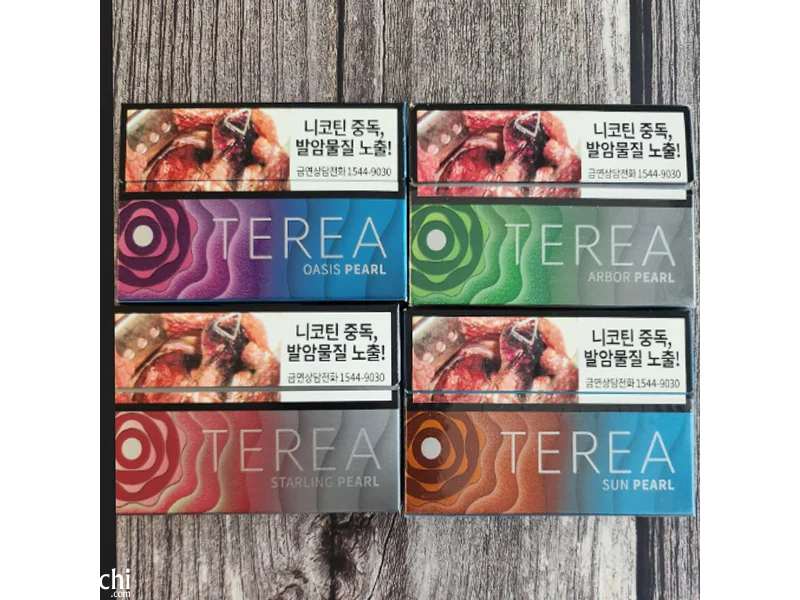 니코틴 중독,
발암물질 노출!
금연상담전화 1544-9030
TEREA
OASIS PEARL
니코틴 중독,
발암물질 노출!
금연상담전화 1544-9030
TEREA
ARBOR PEARL
니코틴 중독,
발암물질 노출!
금연상담전화 1544-9030
TEREA
STARLING PEARL
니코틴 중독,
발암물질 노출!
금연상담전화 1544-9030
TEREA
SUN PEARL
chi
.com